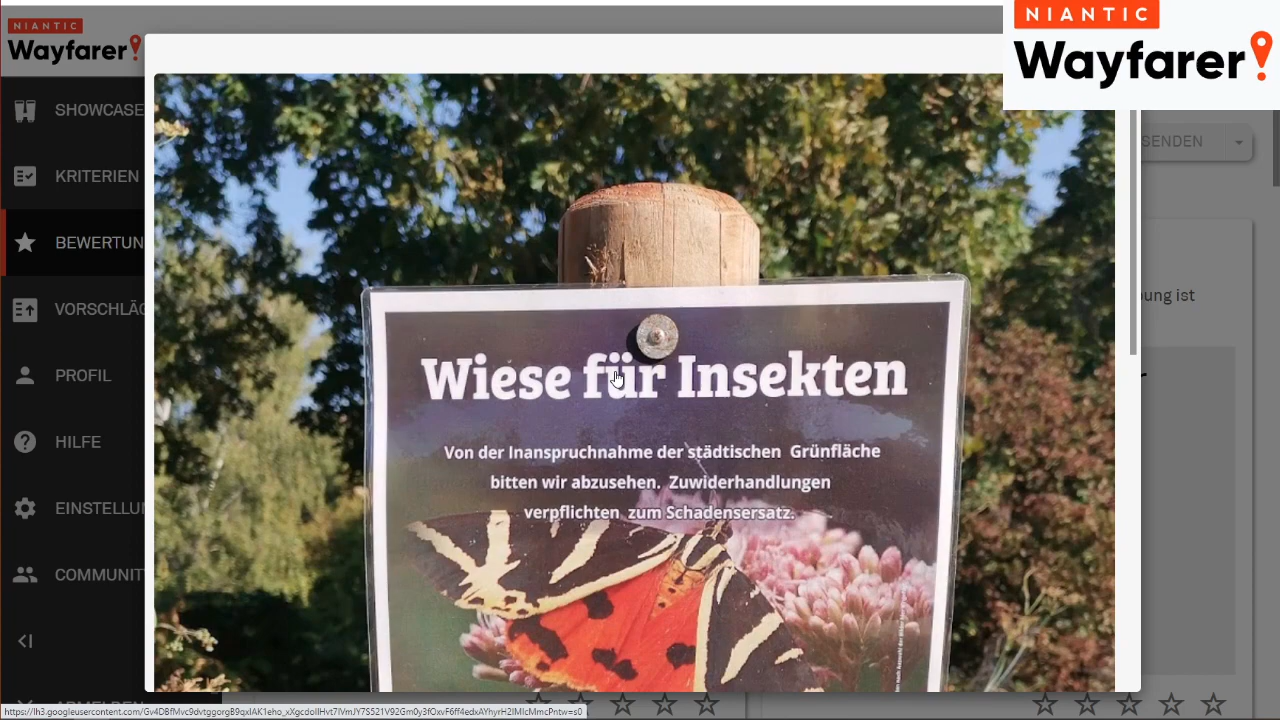 NIANTIC
Wayfarer
NIANTIC
Wayfarer
SHOWCASE
KRITERIEN
BEWERTUN
VORSCHLÄG
PROFIL
HILFE
EINSTELLU
COMMUNIT
SENDEN
ist
Wiese für Insekten
Von der Inanspruchnahme der städtischen Grünfläche
bitten wir abzusehen. Zuwiderhandlungen
verpflichten zum Schadensersatz.